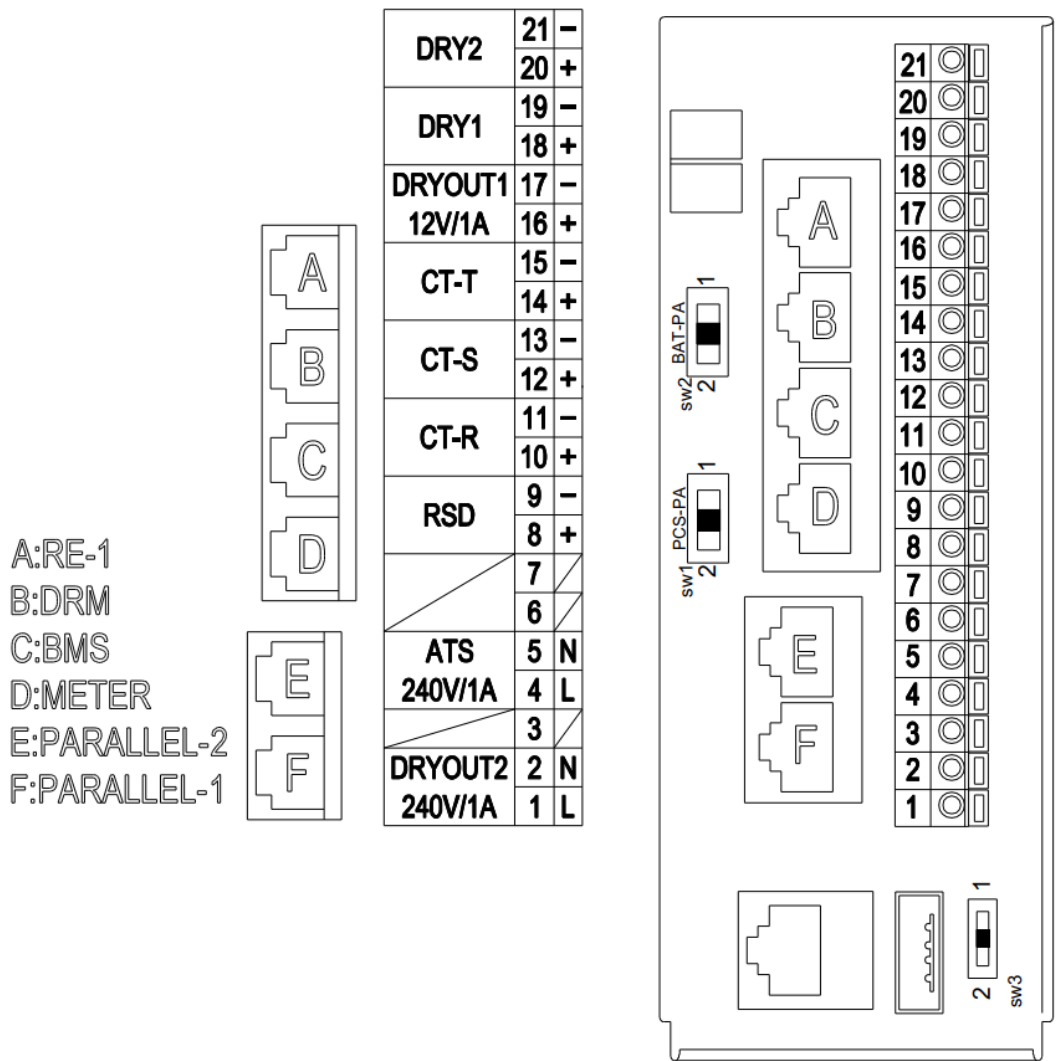 A
B
C
D
E
F
A:RE-1
B:DRM
C:BMS
D:METER
E:PARALLEL-2
F:PARALLEL-1
DRY2 21 −
20 +
DRY1 19 −
18 +
DRYOUT1 17 −
12V/1A 16 +
CT-T 15 −
14 +
CT-S 13 −
12 +
CT-R 11 −
10 +
RSD 9 −
8 +
7
6
ATS 5 N
240V/1A 4 L
3
DRYOUT2 2 N
240V/1A 1 L
A
B
C
D
E
F
1
BAT-PA
2
sw2
1
PCS-PA
2
sw1
21
20
19
18
17
16
15
14
13
12
11
10
9
8
7
6
5
4
3
2
1
1
2
sw3